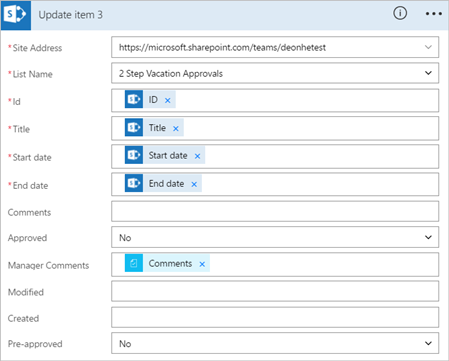 Update item 3
* Site Address https://microsoft.sharepoint.com/teams/deonhetest
* List Name 2 Step Vacation Approvals
* Id ID ×
* Title Title ×
* Start date Start date ×
* End date End date ×
Comments
Approved No
Manager Comments Comments ×
Modified
Created
Pre-approved No